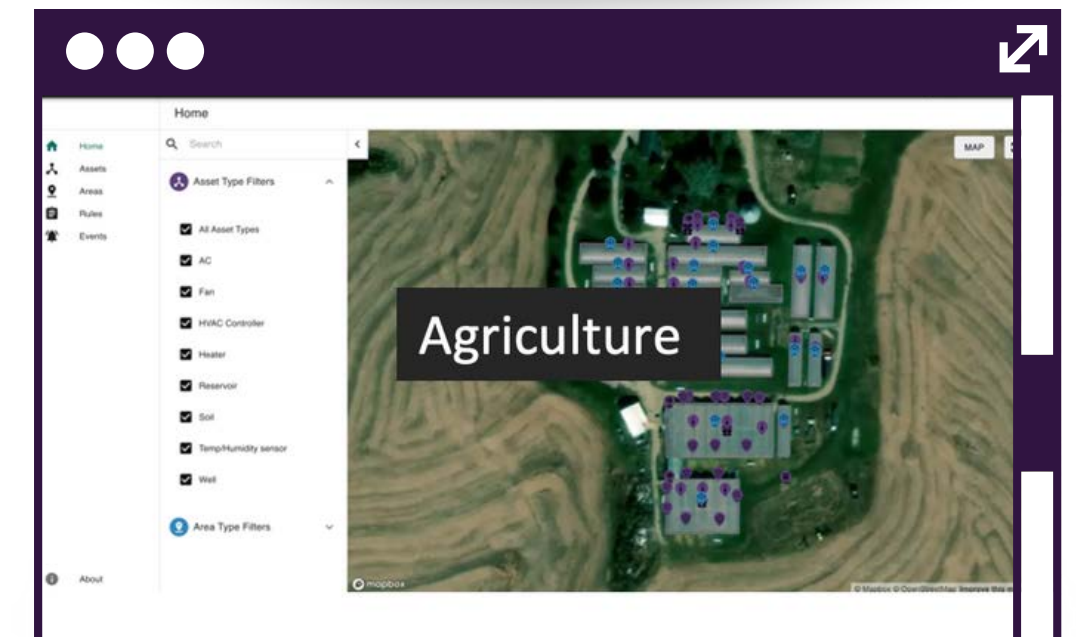 Home
Home
Assets
Areas
Rules
Events
About
Search
Asset Type Filters
All Asset Types
AC
Fan
HVAC Controller
Heater
Reservoir
Soil
Temp/Humidity sensor
Well
Area Type Filters
MAP
Agriculture
mapbox
© Mapbox © OpenStreetMap Improve this